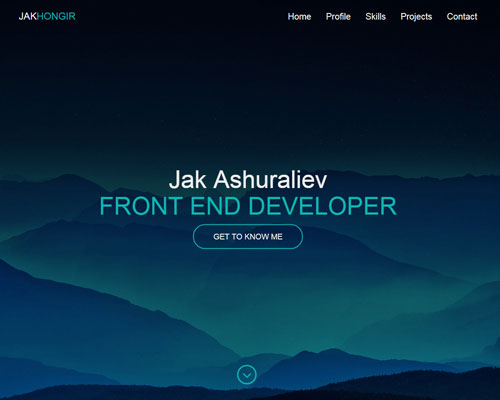 JAKHONGIR
Home Profile Skills Projects Contact
Jak Ashuraliev
FRONT END DEVELOPER
GET TO KNOW ME